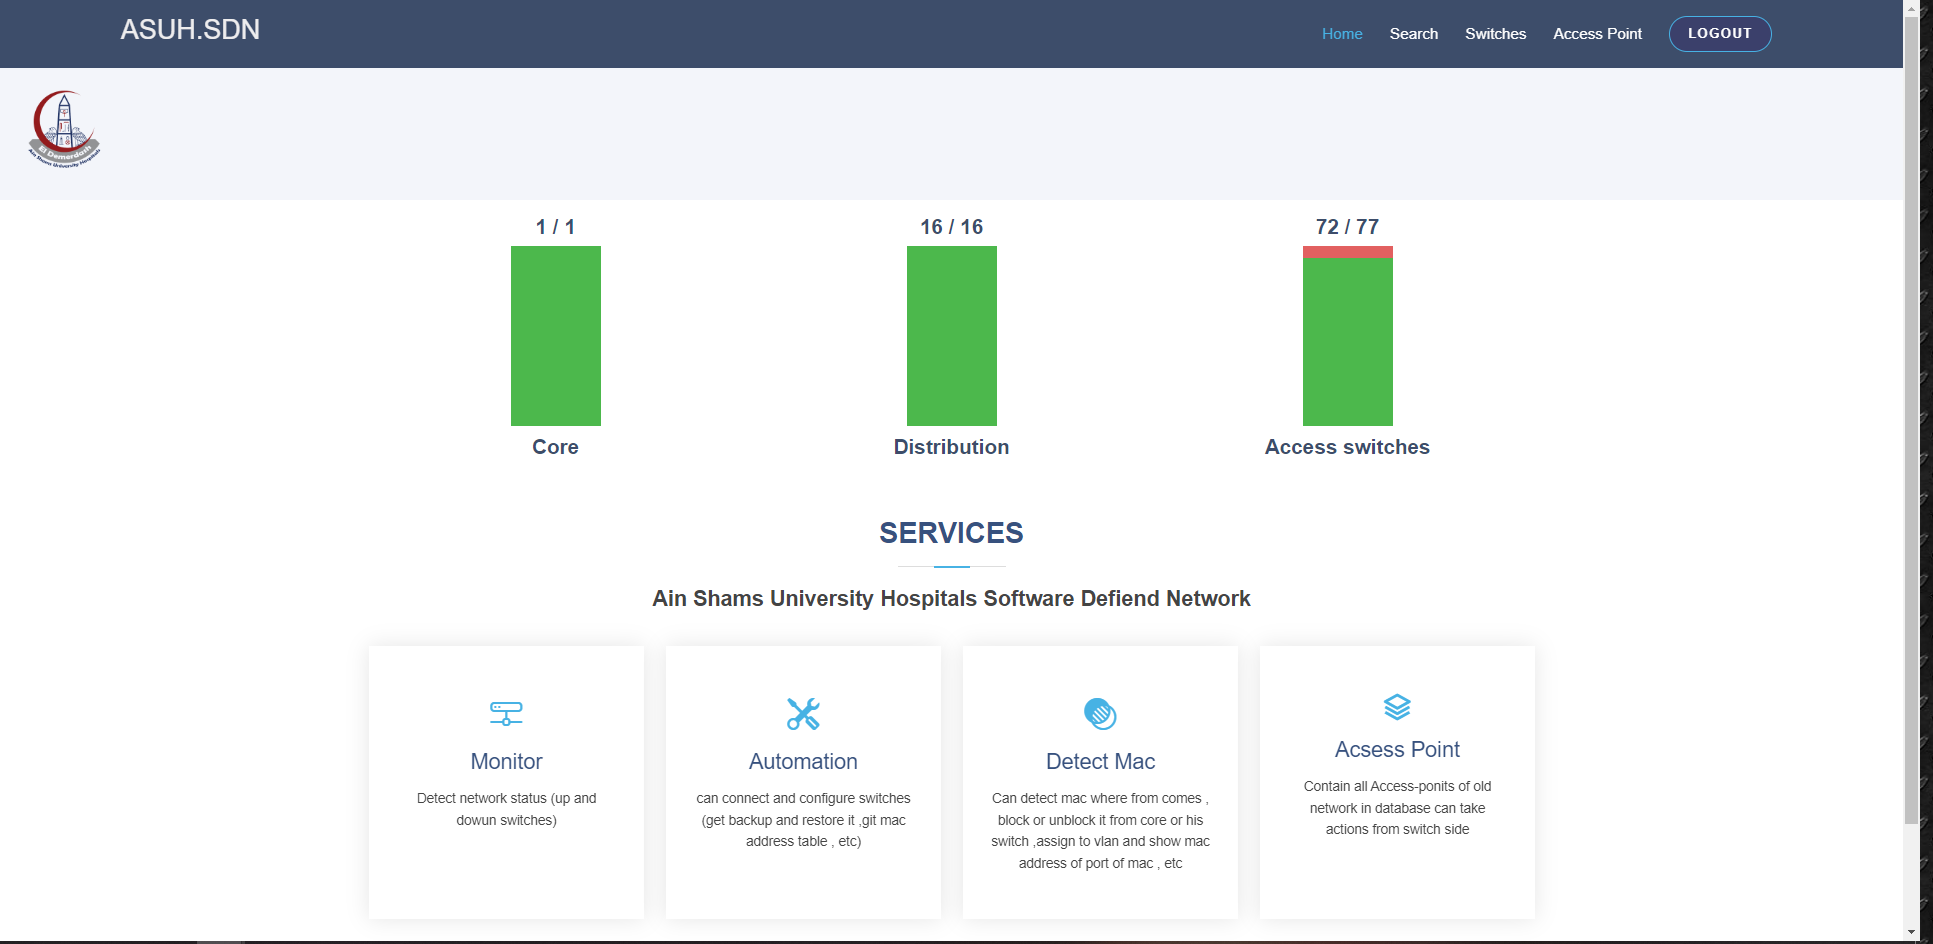 ASUH.SDN
Home Search Switches Access Point LOGOUT
El Demerdash
Ain Shams University Hospitals
1 / 1
16 / 16
72 / 77
Core
Distribution
Access switches
SERVICES
Ain Shams University Hospitals Software Defiend Network
Monitor
Detect network status (up and
dowun switches)
Automation
can connect and configure switches
(get backup and restore it ,git mac
address table , etc)
Detect Mac
Can detect mac where from comes ,
block or unblock it from core or his
switch ,assign to vlan and show mac
address of port of mac , etc
Acsess Point
Contain all Access-ponits of old
network in database can take
actions from switch side